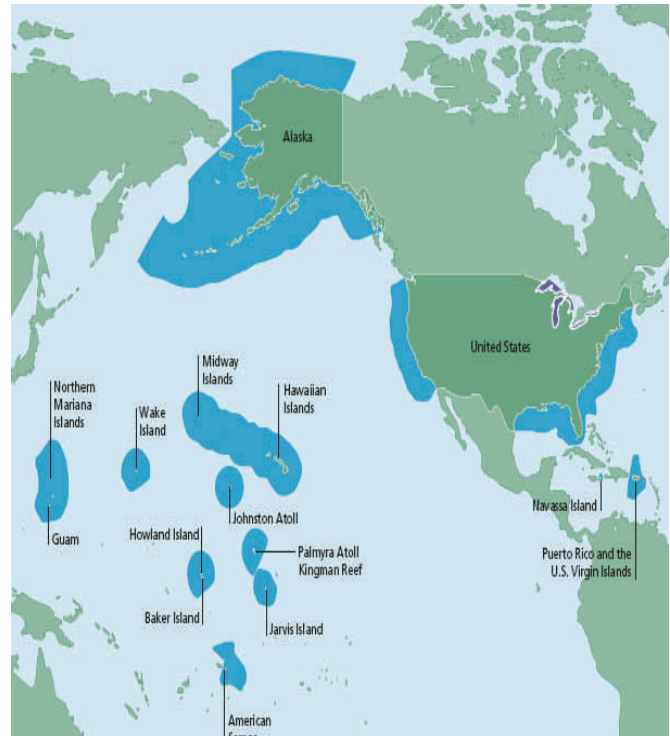 Alaska
United States
Midway
Islands
Hawaiian
Islands
Northern
Mariana
Islands
Wake
Island
Guam
Johnston Atoll
Howland Island
Palmyra Atoll
Kingman Reef
Baker Island
Jarvis Island
Navassa Island
Puerto Rico and the
U.S. Virgin Islands
American